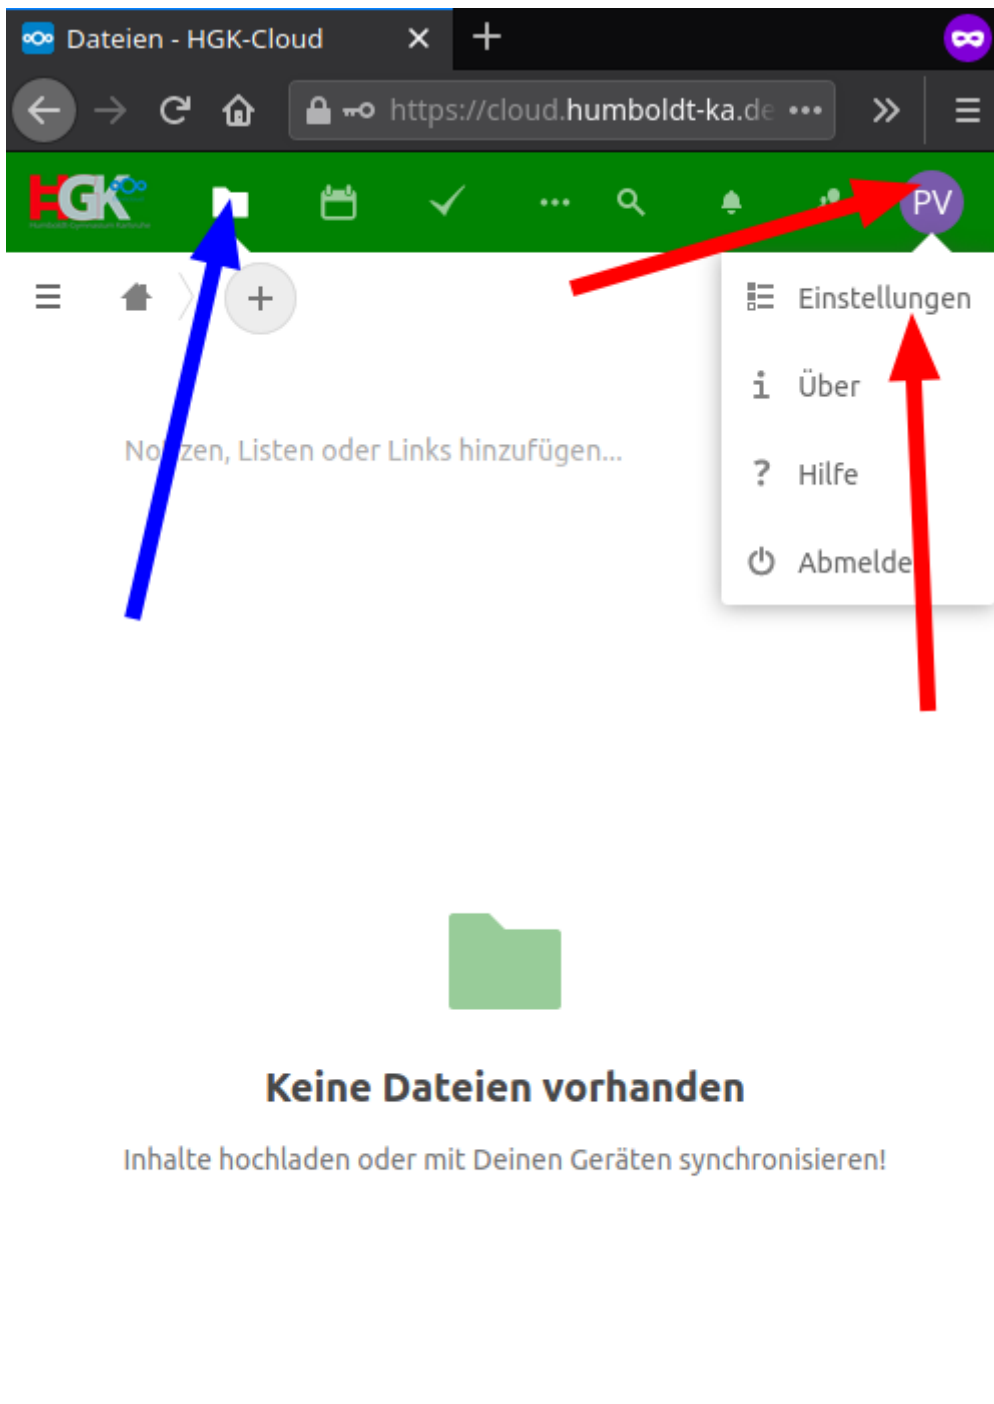 Dateien - HGK-Cloud
https://cloud.humboldt-ka.de
HGK
PV
Einstellungen
Über
Notizen, Listen oder Links hinzufügen...
Hilfe
Abmelde
Keine Dateien vorhanden
Inhalte hochladen oder mit Deinen Geräten synchronisieren!